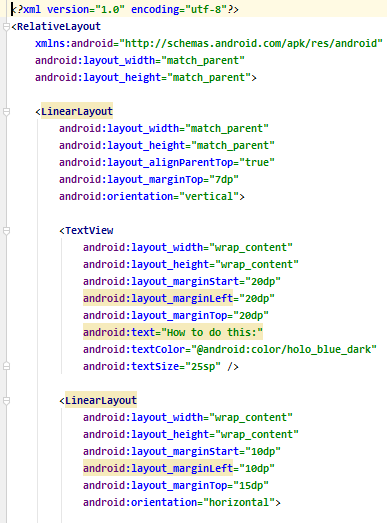 <?xml version="1.0" encoding="utf-8"?>
<RelativeLayout
    xmlns:android="http://schemas.android.com/apk/res/android"
    android:layout_width="match_parent"
    android:layout_height="match_parent">

    <LinearLayout
        android:layout_width="match_parent"
        android:layout_height="match_parent"
        android:layout_alignParentTop="true"
        android:layout_marginTop="7dp"
        android:orientation="vertical">

        <TextView
            android:layout_width="wrap_content"
            android:layout_height="wrap_content"
            android:layout_marginStart="20dp"
            android:layout_marginLeft="20dp"
            android:layout_marginTop="20dp"
            android:text="How to do this:"
            android:textColor="@android:color/holo_blue_dark"
            android:textSize="25sp" />

        <LinearLayout
            android:layout_width="wrap_content"
            android:layout_height="wrap_content"
            android:layout_marginStart="10dp"
            android:layout_marginLeft="10dp"
            android:layout_marginTop="15dp"
            android:orientation="horizontal">